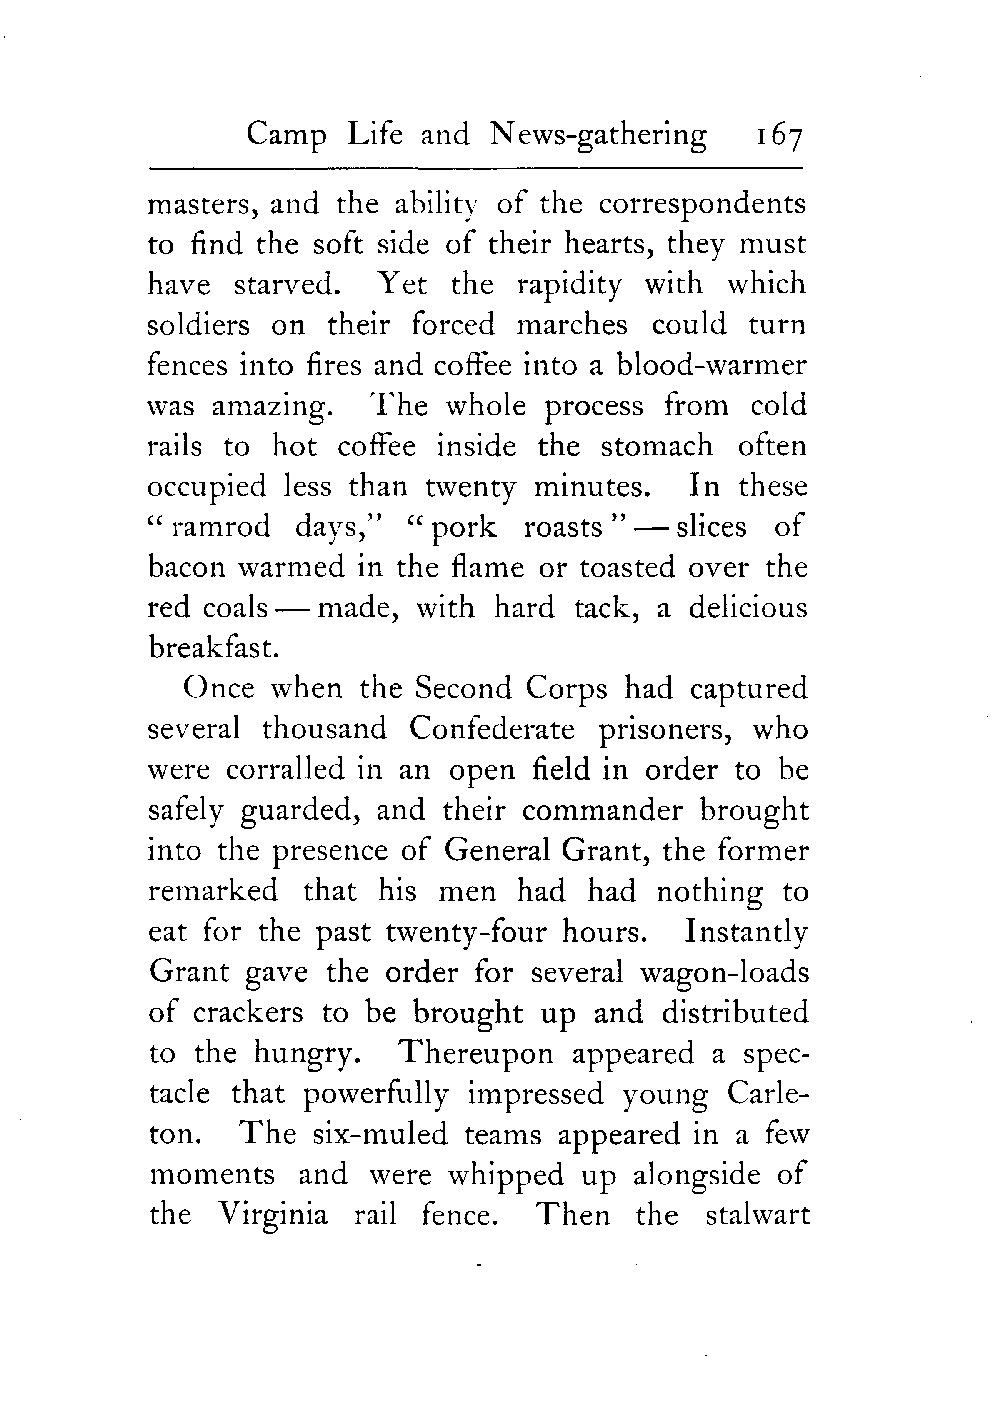 Camp Life and News-gathering 167
masters, and the ability of the correspondents
to find the soft side of their hearts, they must
have starved. Yet the rapidity with which
soldiers on their forced marches could turn
fences into fires and coffee into a blood-warmer
was amazing. The whole process from cold
rails to hot coffee inside the stomach often
occupied less than twenty minutes. In these
“ ramrod days,” “ pork roasts ” — slices of
bacon warmed in the flame or toasted over the
red coals — made, with hard tack, a delicious
breakfast.
Once when the Second Corps had captured
several thousand Confederate prisoners, who
were corralled in an open field in order to be
safely guarded, and their commander brought
into the presence of General Grant, the former
remarked that his men had had nothing to
eat for the past twenty-four hours. Instantly
Grant gave the order for several wagon-loads
of crackers to be brought up and distributed
to the hungry. Thereupon appeared a spec-
tacle that powerfully impressed young Carle-
ton. The six-muled teams appeared in a few
moments and were whipped up alongside of
the Virginia rail fence. Then the stalwart